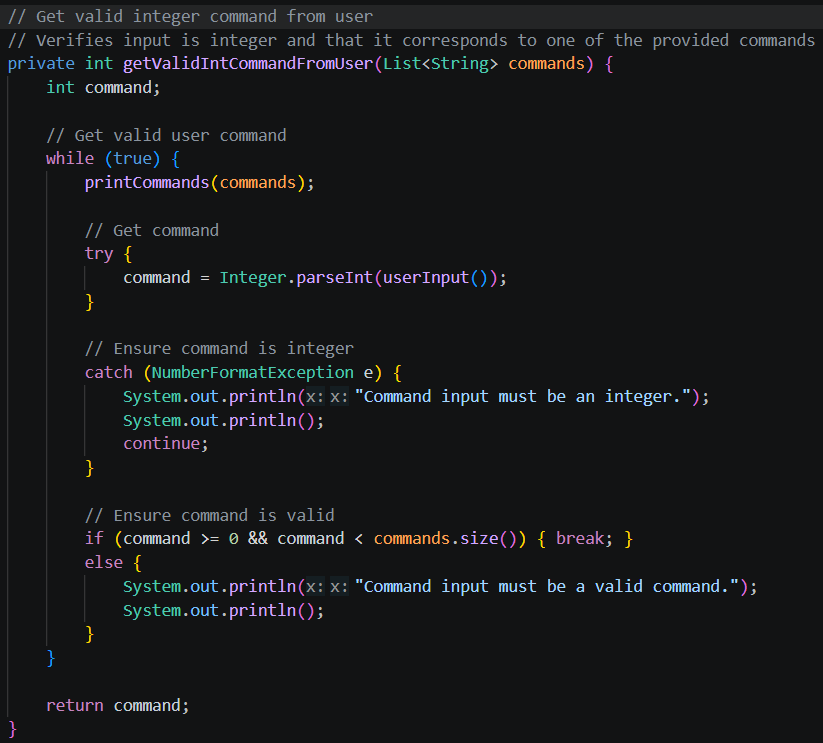 // Get valid integer command from user
// Verifies input is integer and that it corresponds to one of the provided commands
private int getValidIntCommandFromUser(List<String> commands) {
    int command;

    // Get valid user command
    while (true) {
        printCommands(commands);

        // Get command
        try {
            command = Integer.parseInt(userInput());
        }

        // Ensure command is integer
        catch (NumberFormatException e) {
            System.out.println(x: x: "Command input must be an integer.");
            System.out.println();
            continue;
        }

        // Ensure command is valid
        if (command >= 0 && command < commands.size()) { break; }
        else {
            System.out.println(x: x: "Command input must be a valid command.");
            System.out.println();
        }
    }

    return command;
}